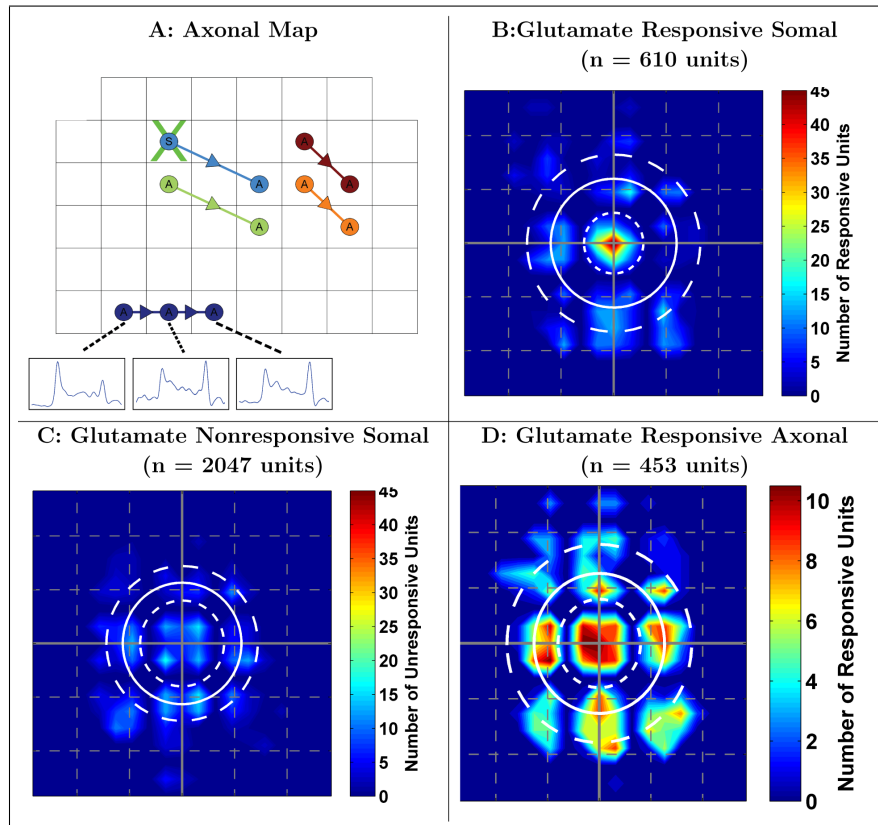 A: Axonal Map
S
A
A
A
A
A
A
A
A
A
A
B:Glutamate Responsive Somal
(n = 610 units)
45
40
35
30
25
20
15
10
5
0
Number of Responsive Units
C: Glutamate Nonresponsive Somal
(n = 2047 units)
45
40
35
30
25
20
15
10
5
0
Number of Unresponsive Units
D: Glutamate Responsive Axonal
(n = 453 units)
10
8
6
4
2
0
Number of Responsive Units